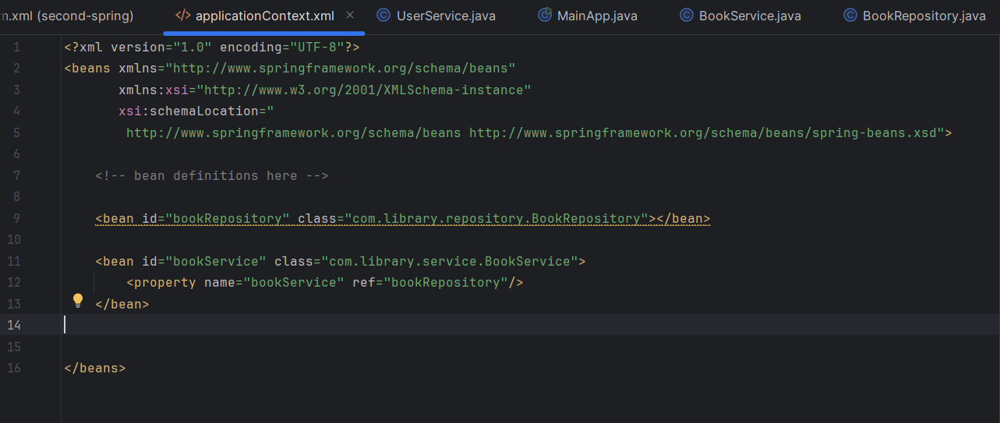 m.xml (second-spring) </> applicationContext.xml × C UserService.java C MainApp.java C BookService.java C BookRepository.java
1 <?xml version="1.0" encoding="UTF-8"?>
2 <beans xmlns="http://www.springframework.org/schema/beans"
3 xmlns:xsi="http://www.w3.org/2001/XMLSchema-instance"
4 xsi:schemaLocation="
5 http://www.springframework.org/schema/beans http://www.springframework.org/schema/beans/spring-beans.xsd">
6
7 <!-- bean definitions here -->
8
9 <bean id="bookRepository" class="com.library.repository.BookRepository"></bean>
10
11 <bean id="bookService" class="com.library.service.BookService">
12 <property name="bookService" ref="bookRepository"/>
13 </bean>
14
15
16 </beans>